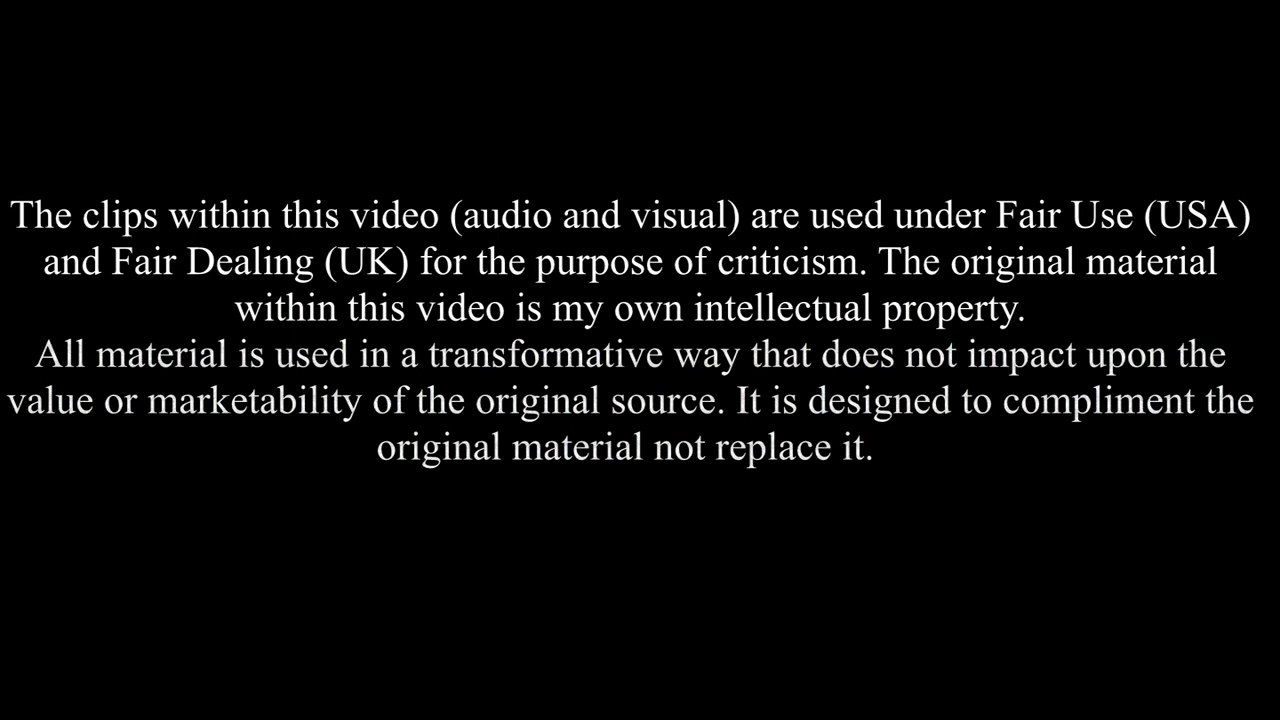 The clips within this video (audio and visual) are used under Fair Use (USA)
and Fair Dealing (UK) for the purpose of criticism. The original material
within this video is my own intellectual property.
All material is used in a transformative way that does not impact upon the
value or marketability of the original source. It is designed to compliment the
original material not replace it.